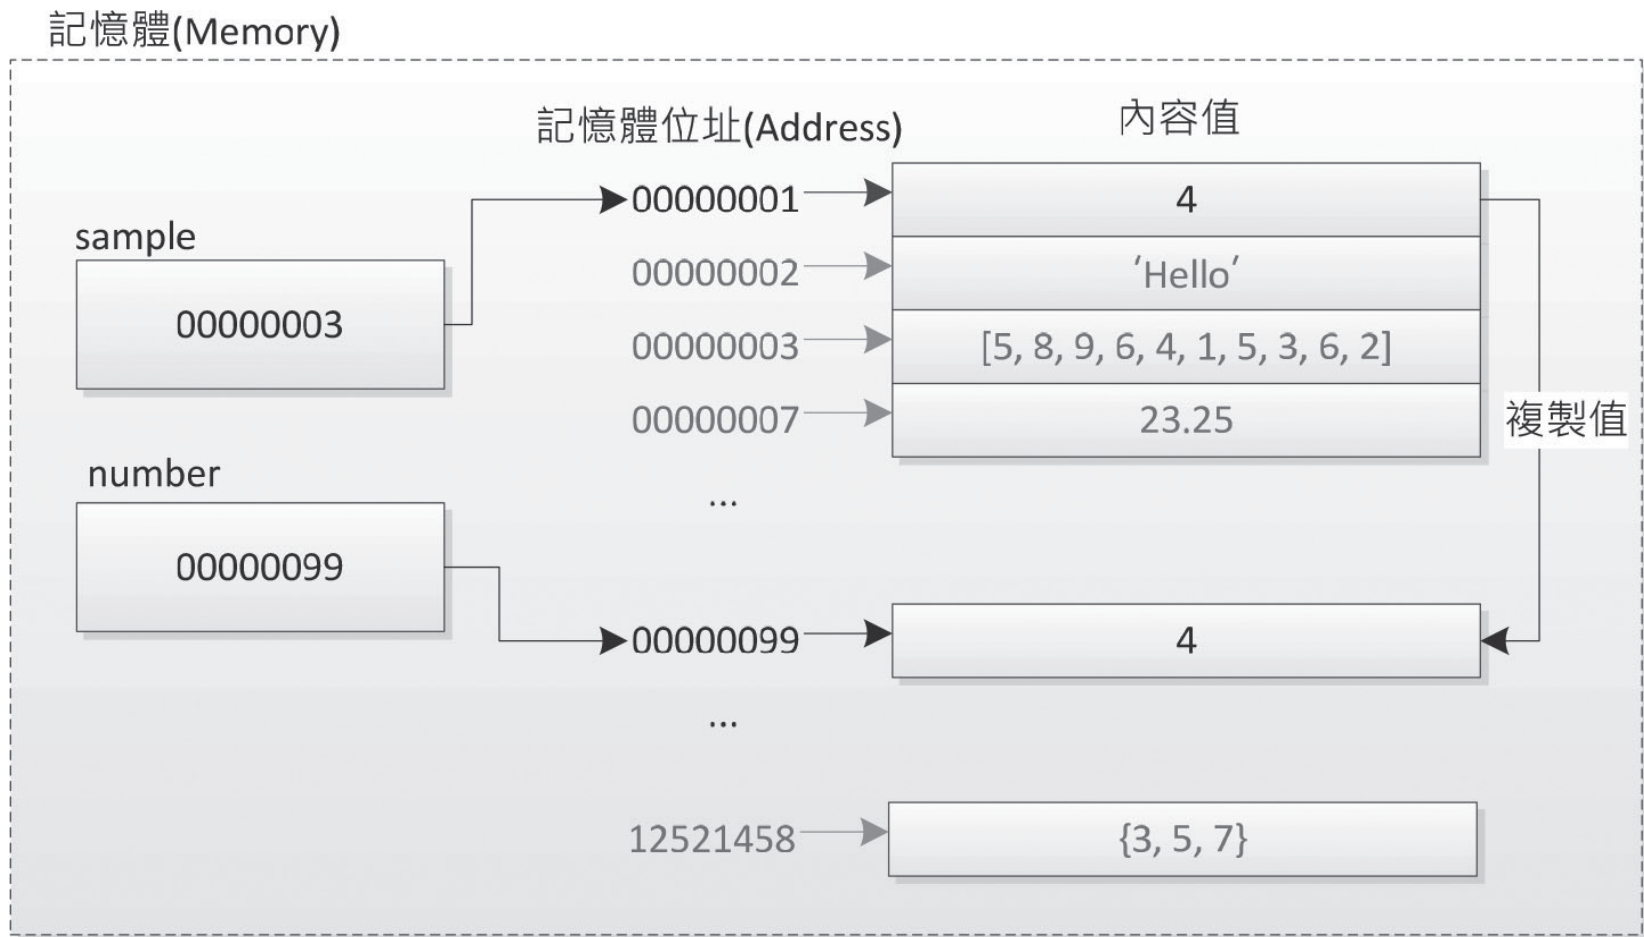 記憶體(Memory)
記憶體位址(Address)
內容值
sample
00000003
00000001
4
00000002
'Hello'
00000003
[5, 8, 9, 6, 4, 1, 5, 3, 6, 2]
00000007
23.25
複製值
...
number
00000099
00000099
4
...
12521458
{3, 5, 7}